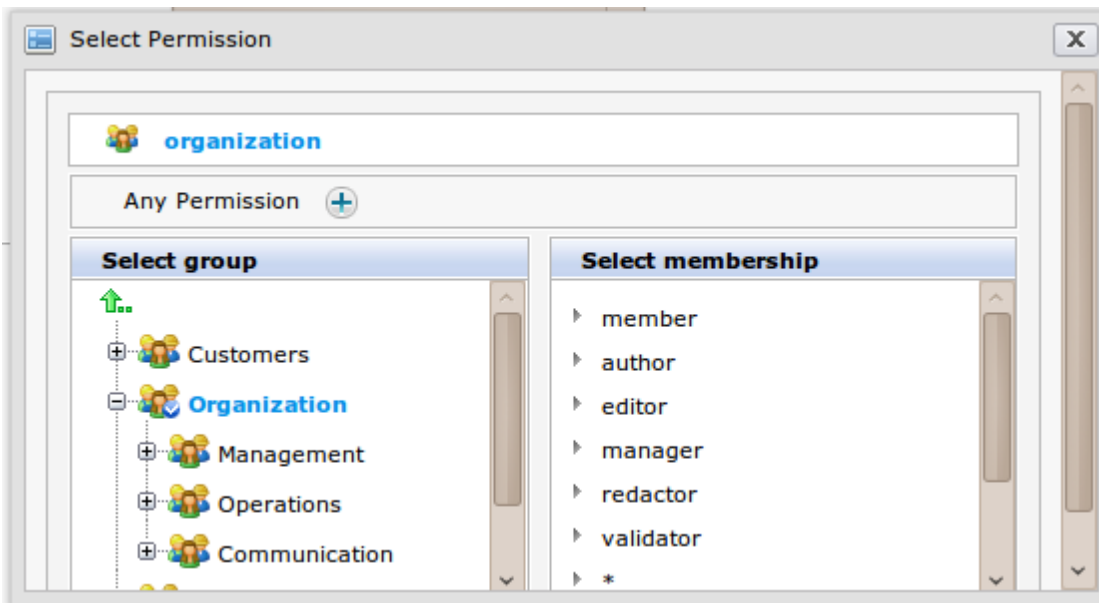 Select Permission
X
organization
Any Permission
Select group
Select membership
..
Customers
Organization
Management
Operations
Communication
member
author
editor
manager
redactor
validator
*